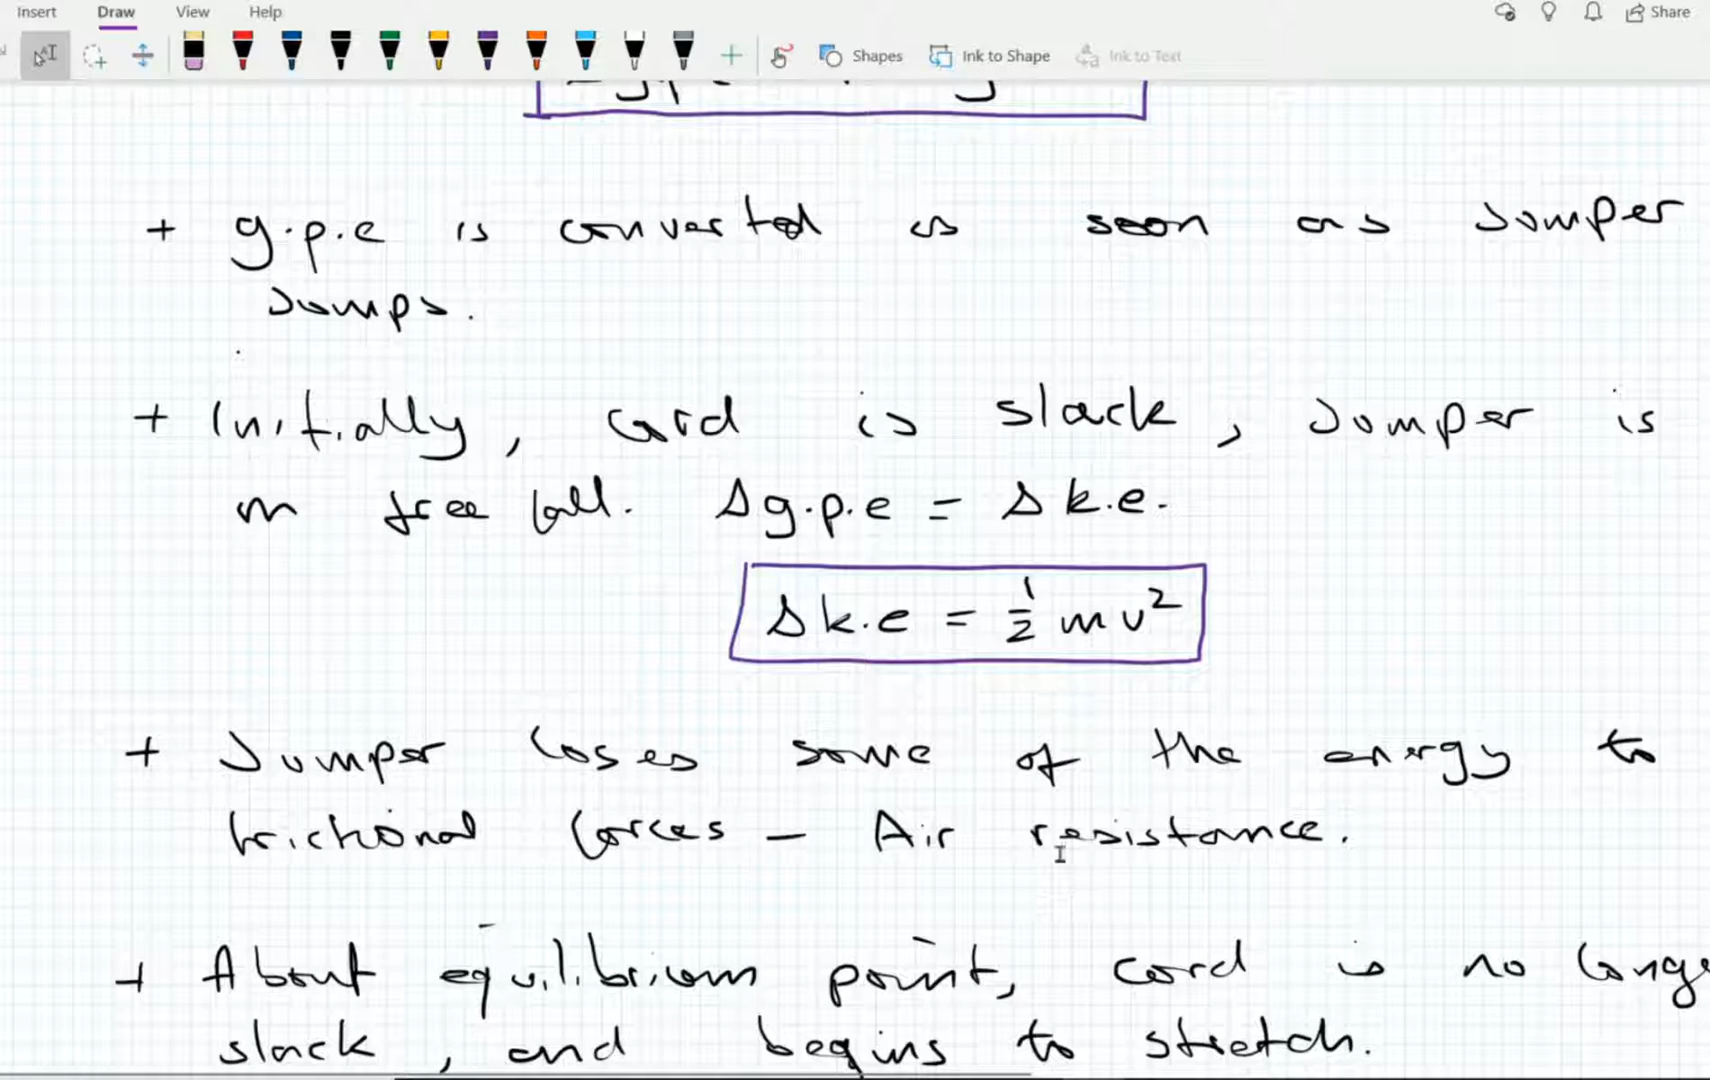 Insert Draw View Help Share
Shapes Ink to Shape Ink to Text
+ g.p.e is converted as soon as Jumper
Jumps.
+ Initially, cord is slack, Jumper is
in free fall. Δg.p.e = Δk.e.
Δk.e = 1/2 mv²
+ Jumper loses some of the energy to
frictional forces - Air resistance.
+ About equilibrium point, cord is no longe
slack, and begins to stretch.